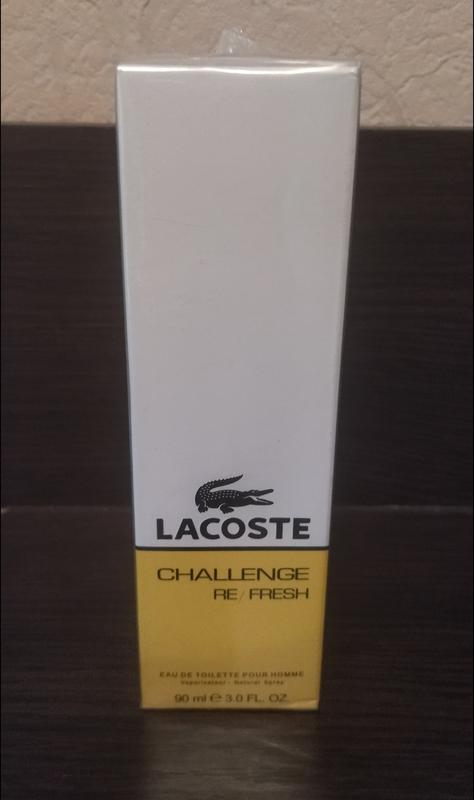 LACOSTE
CHALLENGE
RE/FRESH
EAU DE TOILETTE POUR HOMME
Vaporisateur - Natural Spray
90 ml ℮ 3.0 FL. OZ.